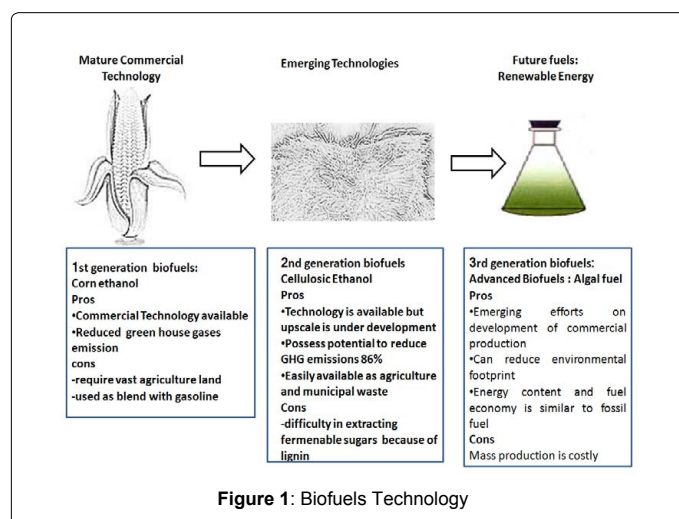 Mature Commercial
Technology
Emerging Technologies
Future fuels:
Renewable Energy
1st generation biofuels:
Corn ethanol
Pros
•Commercial Technology available
•Reduced green house gases
emission
cons
-require vast agriculture land
-used as blend with gasoline
2nd generation biofuels
Cellulosic Ethanol
Pros
•Technology is available but
upscale is under development
•Possess potential to reduce
GHG emissions 86%
•Easily available as agriculture
and municipal waste
Cons
-difficulty in extracting
fermenable sugars because of
lignin
3rd generation biofuels:
Advanced Biofuels : Algal fuel
Pros
•Emerging efforts on
development of commercial
production
•Can reduce environmental
footprint
•Energy content and fuel
economy is similar to fossil
fuel
Cons
Mass production is costly
Figure 1: Biofuels Technology